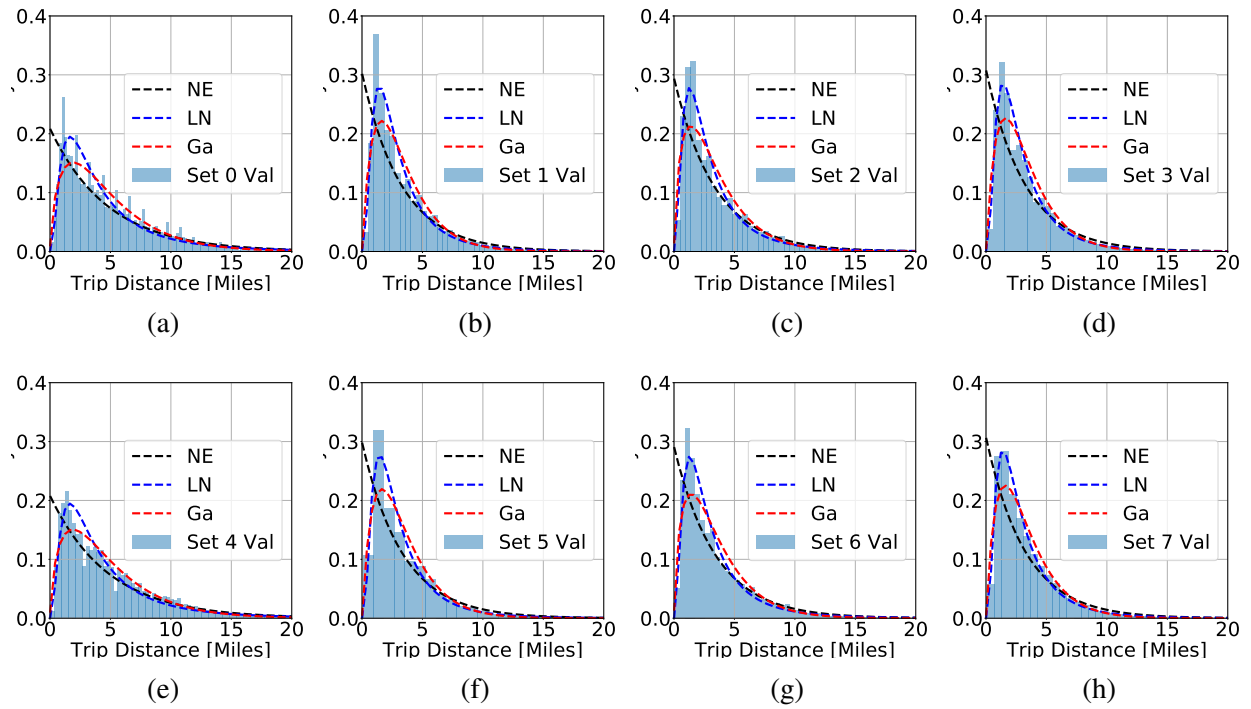 0.4
0.3
0.2
0.1
0.0
0 5 10 15 20
Trip Distance [Miles]
NE
LN
Ga
Set 0 Val
(a)
0.4
0.3
0.2
0.1
0.0
0 5 10 15 20
Trip Distance [Miles]
NE
LN
Ga
Set 1 Val
(b)
0.4
0.3
0.2
0.1
0.0
0 5 10 15 20
Trip Distance [Miles]
NE
LN
Ga
Set 2 Val
(c)
0.4
0.3
0.2
0.1
0.0
0 5 10 15 20
Trip Distance [Miles]
NE
LN
Ga
Set 3 Val
(d)
0.4
0.3
0.2
0.1
0.0
0 5 10 15 20
Trip Distance [Miles]
NE
LN
Ga
Set 4 Val
(e)
0.4
0.3
0.2
0.1
0.0
0 5 10 15 20
Trip Distance [Miles]
NE
LN
Ga
Set 5 Val
(f)
0.4
0.3
0.2
0.1
0.0
0 5 10 15 20
Trip Distance [Miles]
NE
LN
Ga
Set 6 Val
(g)
0.4
0.3
0.2
0.1
0.0
0 5 10 15 20
Trip Distance [Miles]
NE
LN
Ga
Set 7 Val
(h)